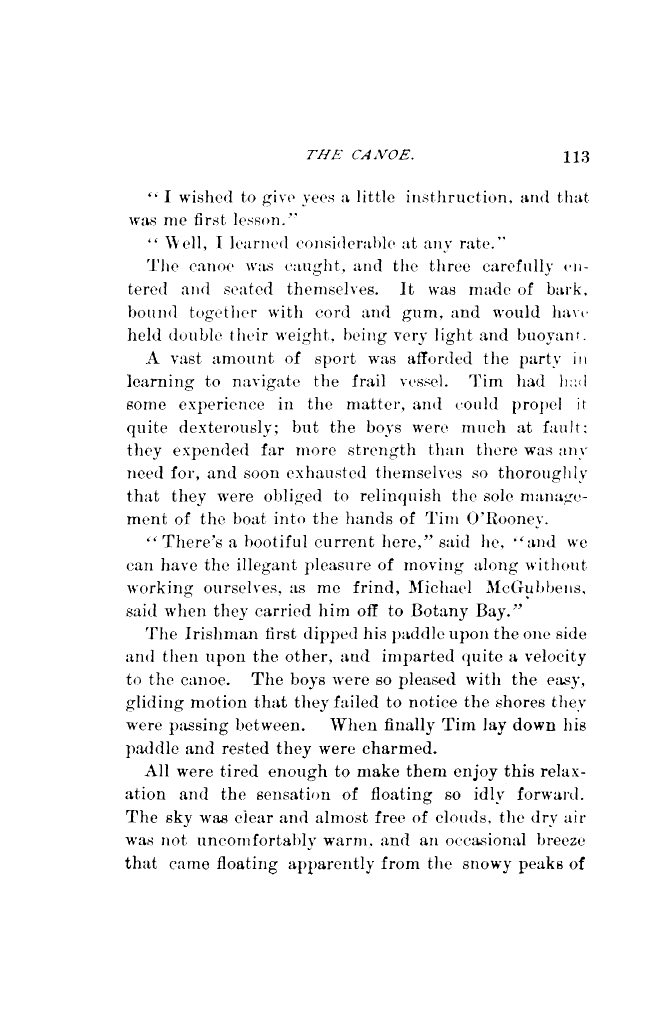 THE CANOE. 113
“ I wished to give yees a little insthruction, and that
was me first lesson.”
“ Well, I learned considerable at any rate.”
The canoe was caught, and the three carefully en-
tered and seated themselves. It was made of bark,
bound together with cord and gum, and would have
held double their weight, being very light and buoyant.
A vast amount of sport was afforded the party in
learning to navigate the frail vessel. Tim had had
some experience in the matter, and could propel it
quite dexterously; but the boys were much at fault;
they expended far more strength than there was any
need for, and soon exhausted themselves so thoroughly
that they were obliged to relinquish the sole manage-
ment of the boat into the hands of Tim O’Rooney.
“ There’s a bootiful current here,” said he, “and we
can have the illegant pleasure of moving along without
working ourselves, as me frind, Michael McGubbens,
said when they carried him off to Botany Bay.”
The Irishman first dipped his paddle upon the one side
and then upon the other, and imparted quite a velocity
to the canoe. The boys were so pleased with the easy,
gliding motion that they failed to notice the shores they
were passing between. When finally Tim lay down his
paddle and rested they were charmed.
All were tired enough to make them enjoy this relax-
ation and the sensation of floating so idly forward.
The sky was clear and almost free of clouds, the dry air
was not uncomfortably warm, and an occasional breeze
that came floating apparently from the snowy peaks of